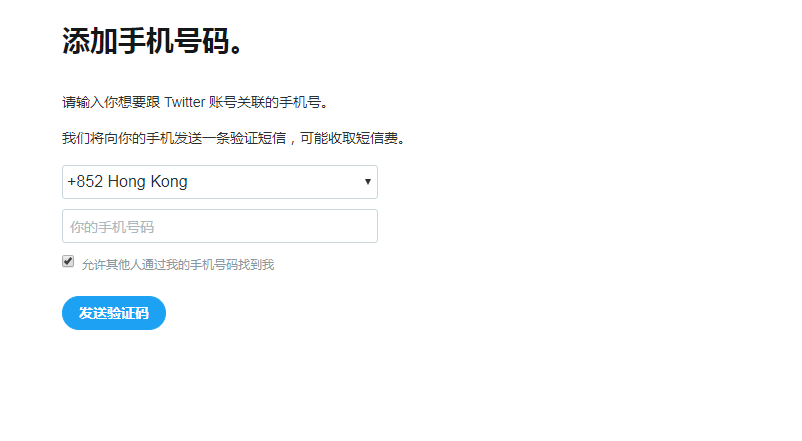 添加手机号码。
请输入你想要跟 Twitter 账号关联的手机号。
我们将向你的手机发送一条验证短信，可能收取短信费。
+852 Hong Kong
你的手机号码
允许其他人通过我的手机号码找到我
发送验证码